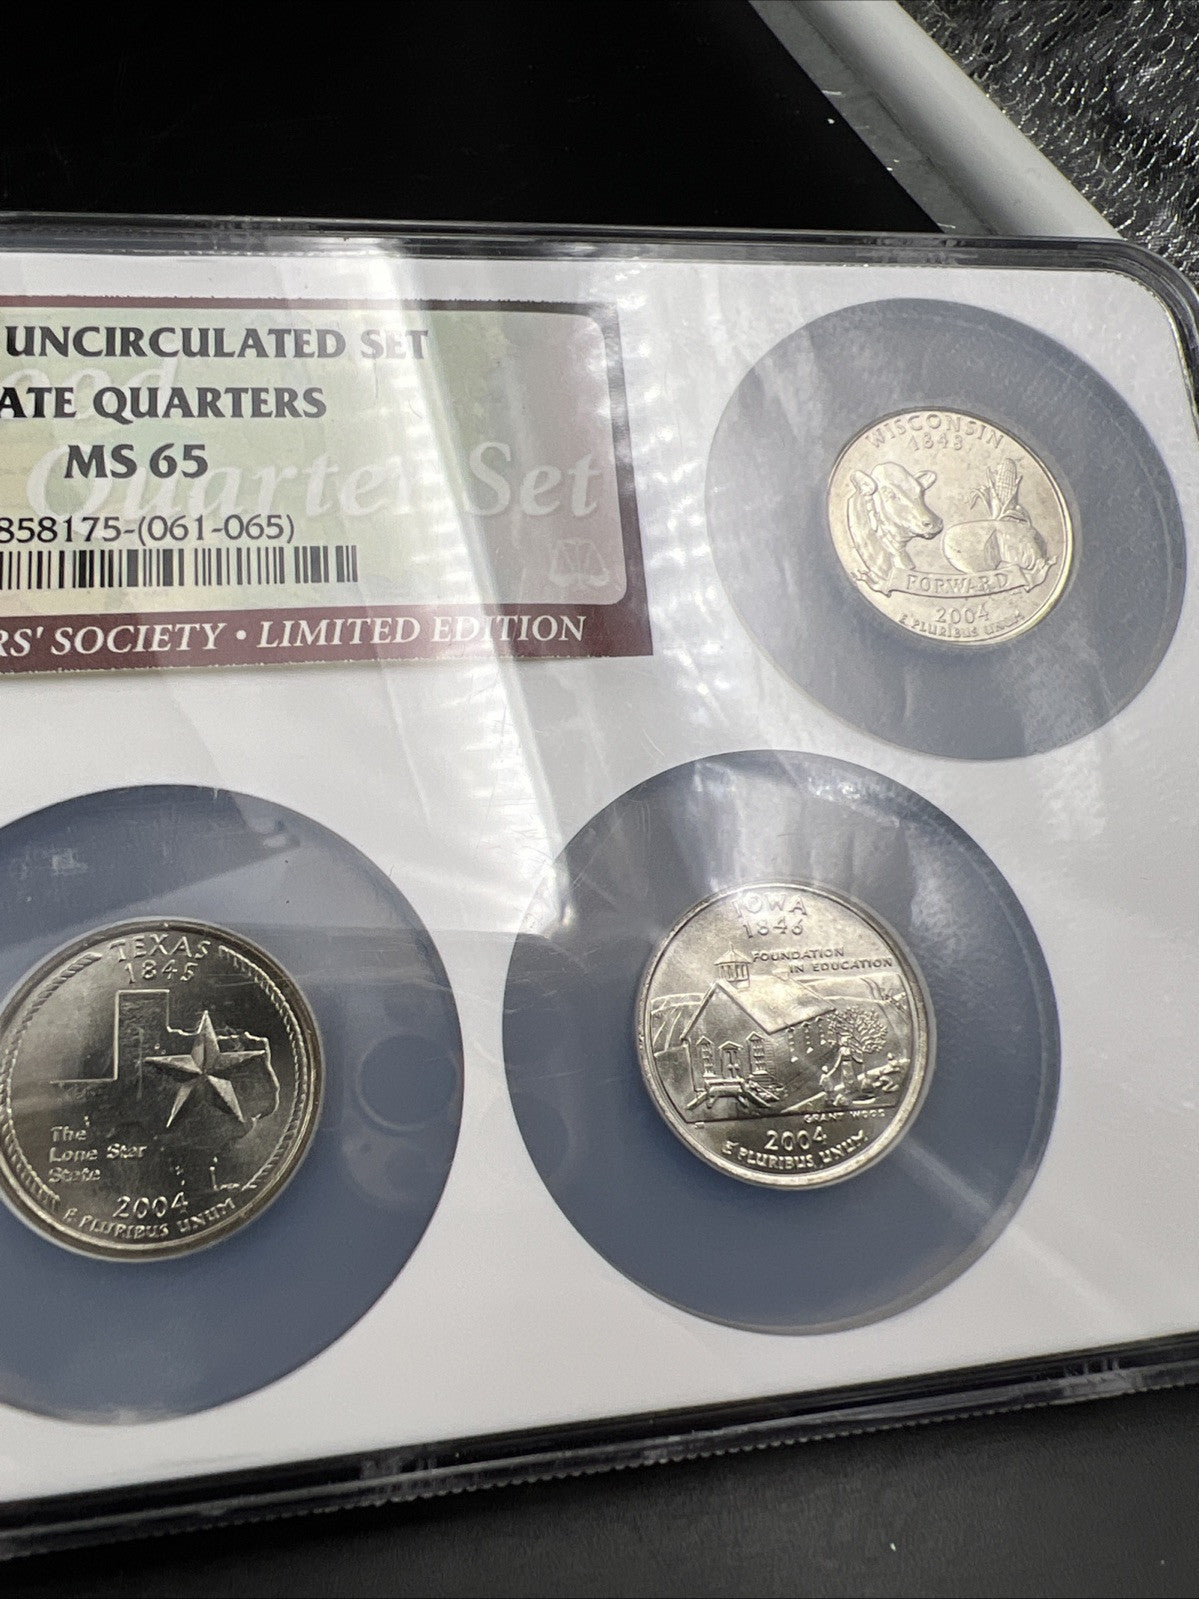 UNCIRCULATED SET
ATE QUARTERS
MS 65
Quarter Set
858175-(061-065)
RS' SOCIETY • LIMITED EDITION
WISCONSIN
1848
FORWARD
2004
E PLURIBUS UNUM
TEXAS
1845
The
Lone Star
State
2004
E PLURIBUS UNUM
IOWA
1846
FOUNDATION
IN EDUCATION
GRANT WOOD
2004
E PLURIBUS UNUM